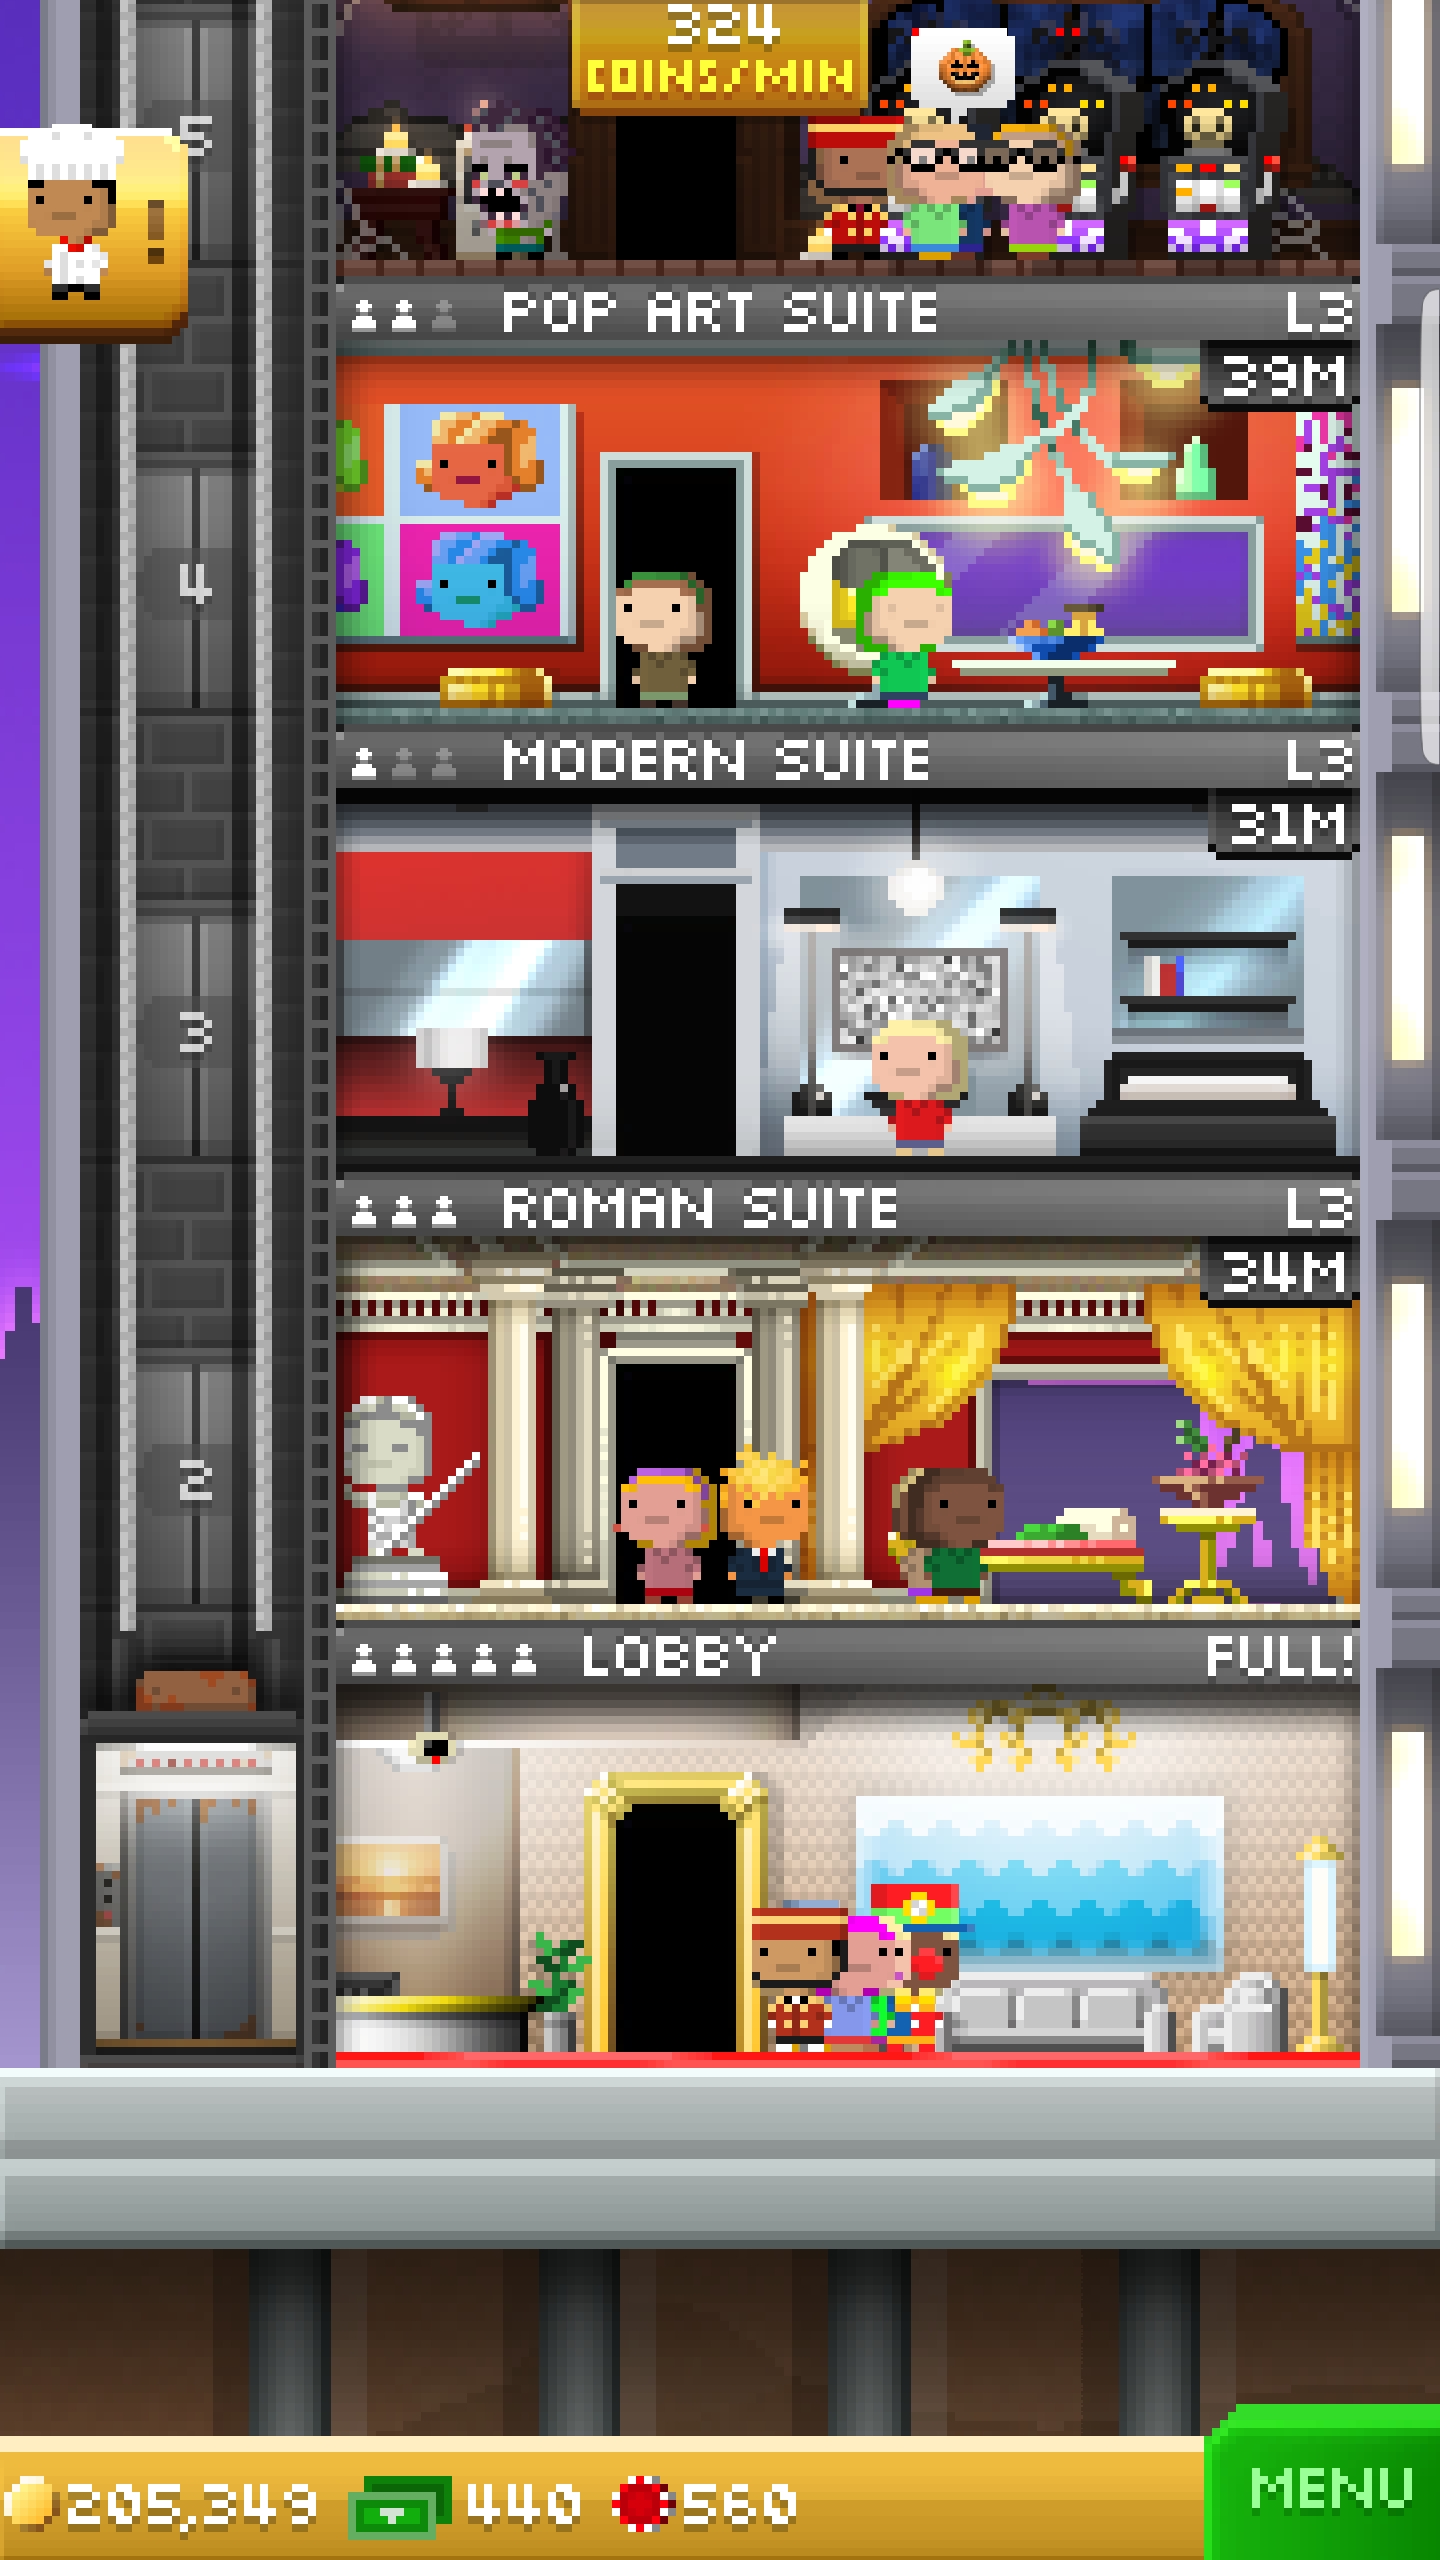 324
COINS/MIN
5
!
POP ART SUITE L3
39M
4
MODERN SUITE L3
31M
3
ROMAN SUITE L3
34M
2
LOBBY FULL!
205,349 440 560
MENU